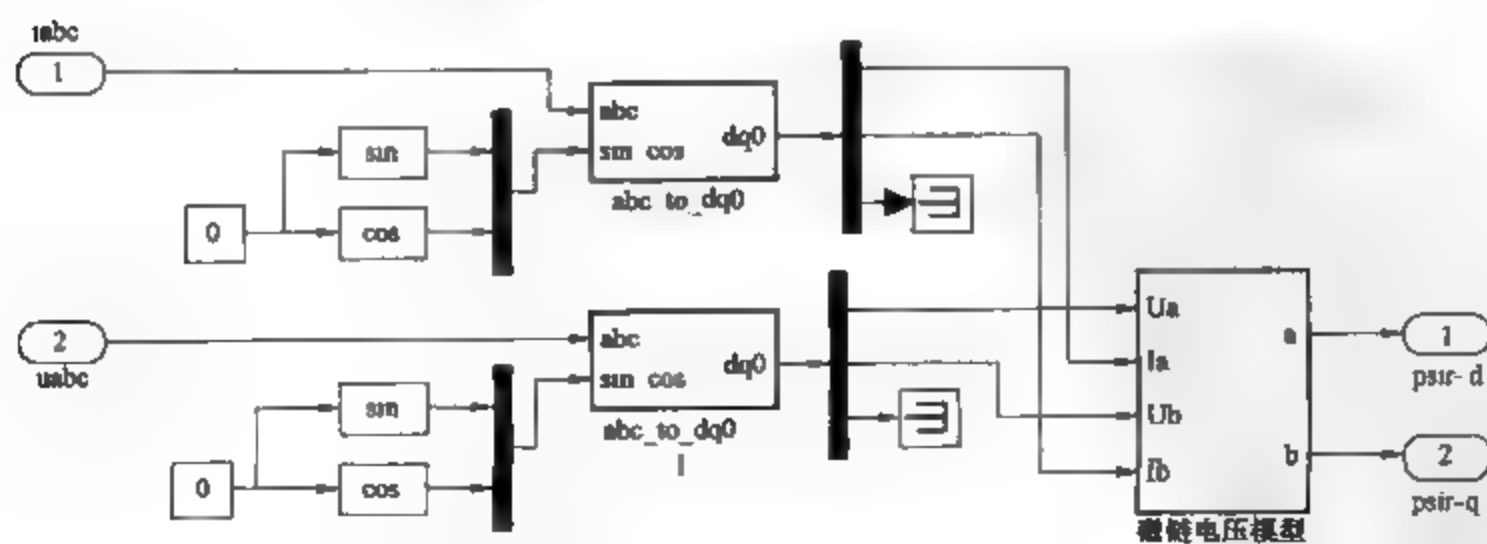 iabc
1
abc
sin cos
dq0
abc_to_dq0
sin
cos
0
2
uabc
abc
sin cos
dq0
abc_to_dq0
1
sin
cos
0
Ua
Ia
Ub
Ib
a
b
磁链电压模型
1
psir-d
2
psir-q